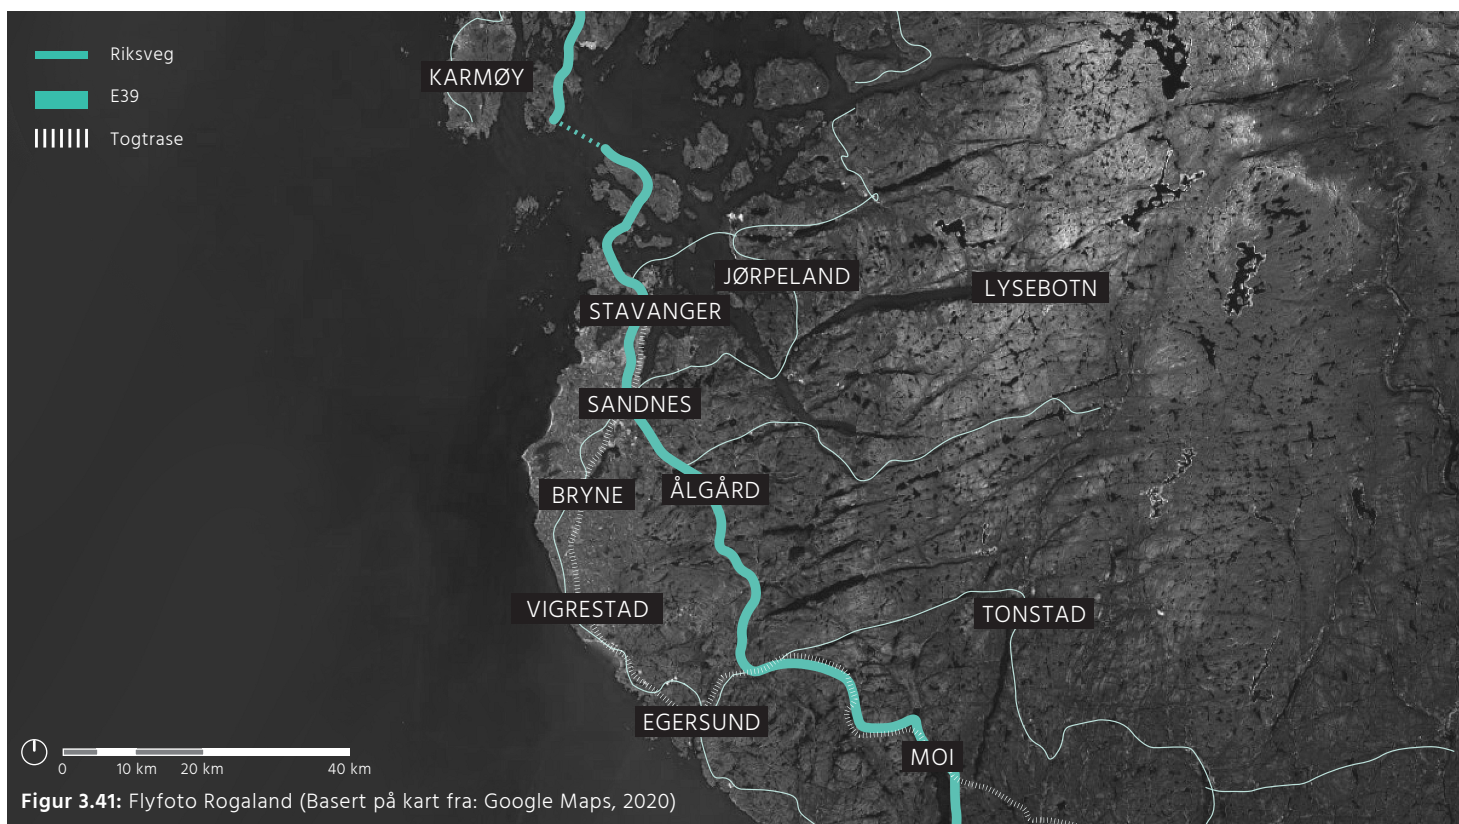 Riksveg
E39
Togtrase
KARMØY
JØRPELAND
LYSEBOTN
STAVANGER
SANDNES
ÅLGÅRD
BRYNE
VIGRESTAD
TONSTAD
EGERSUND
MOI
0 10 km 20 km 40 km
Figur 3.41: Flyfoto Rogaland (Basert på kart fra: Google Maps, 2020)